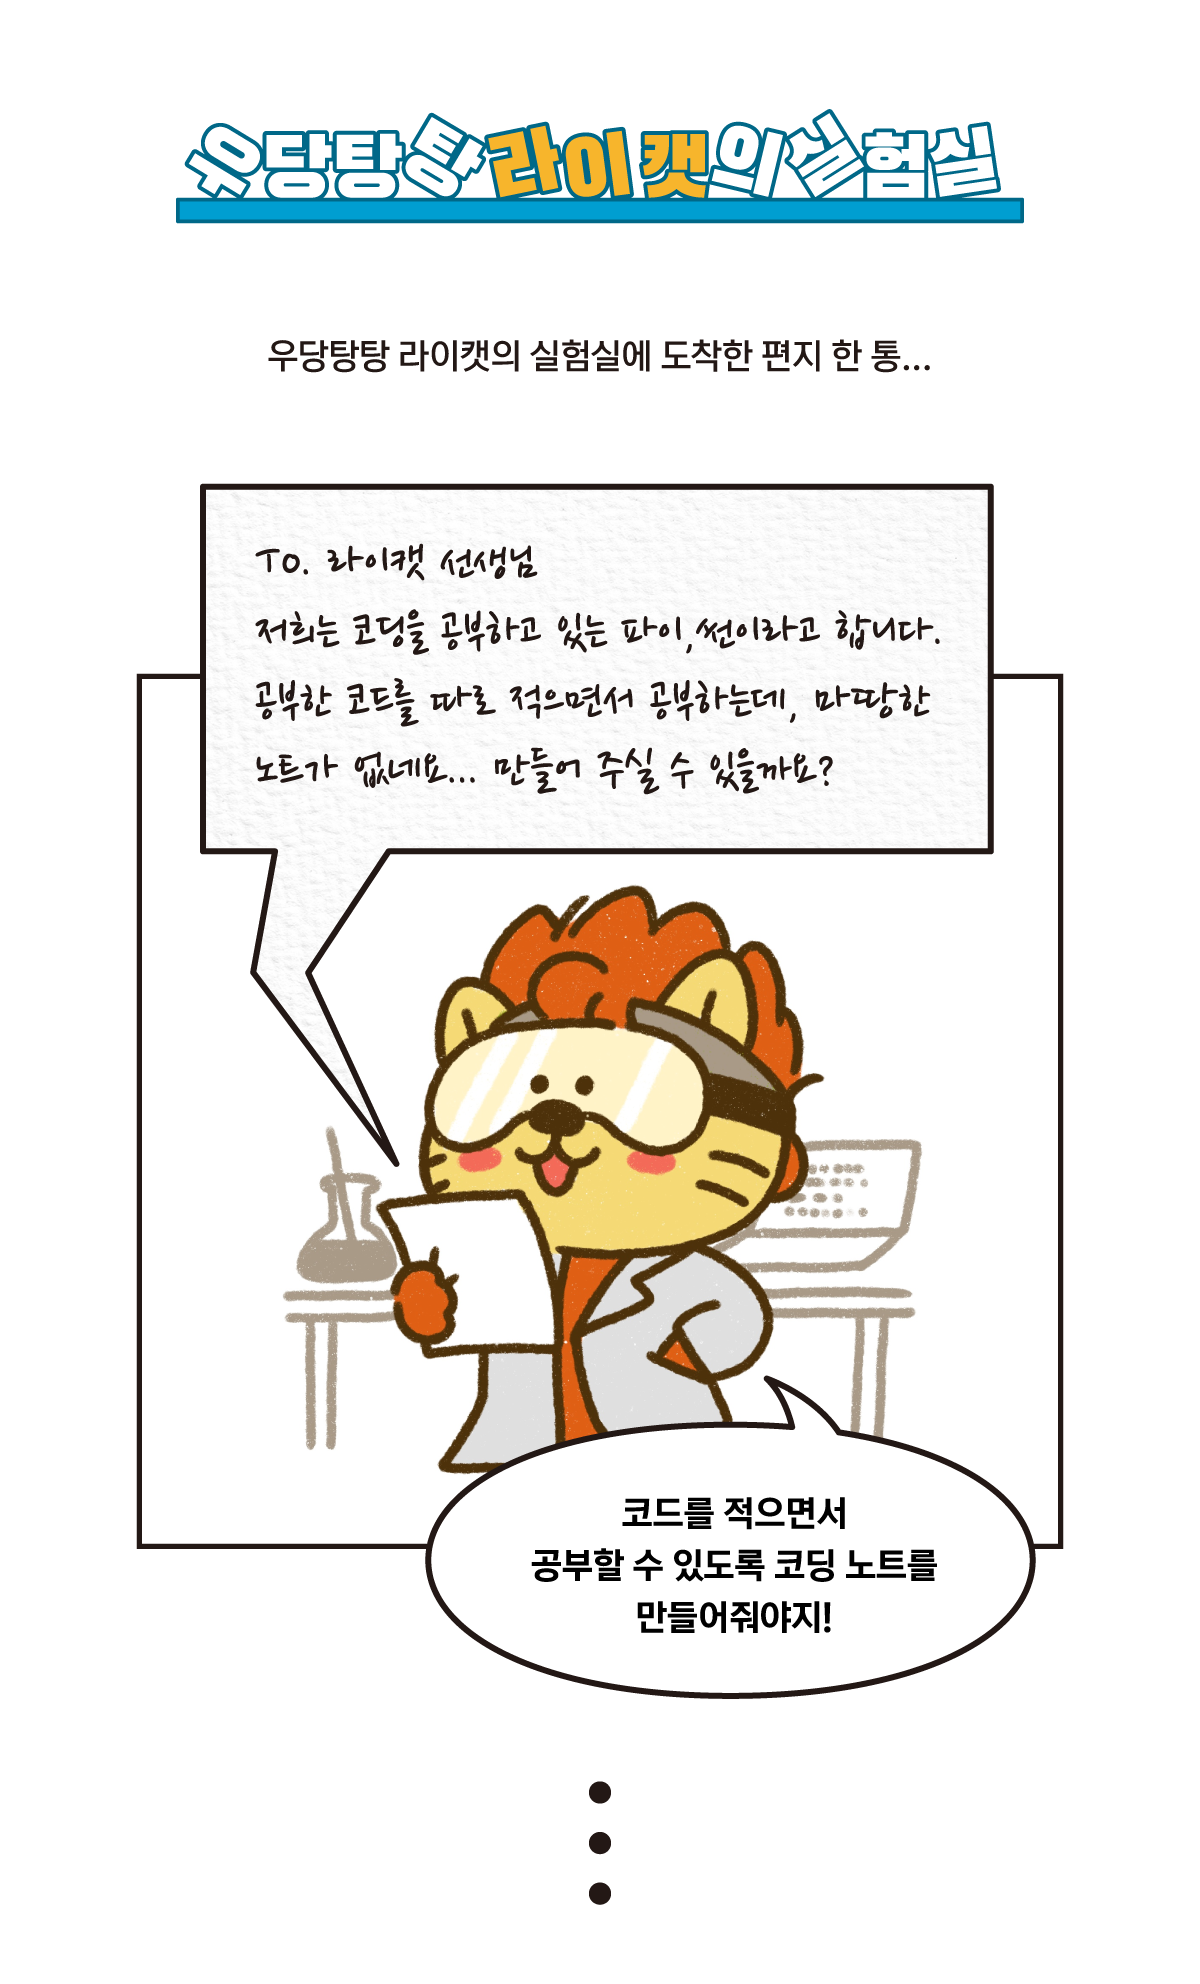 우당탕탕 라이캣의 실험실
우당탕탕 라이캣의 실험실에 도착한 편지 한 통...
To. 라이캣 선생님
저희는 코딩을 공부하고 있는 파이,썬이라고 합니다.
공부한 코드를 따로 적으면서 공부하는데, 마땅한
노트가 없네요... 만들어 주실 수 있을까요?
코드를 적으면서
공부할 수 있도록 코딩 노트를
만들어줘야지!